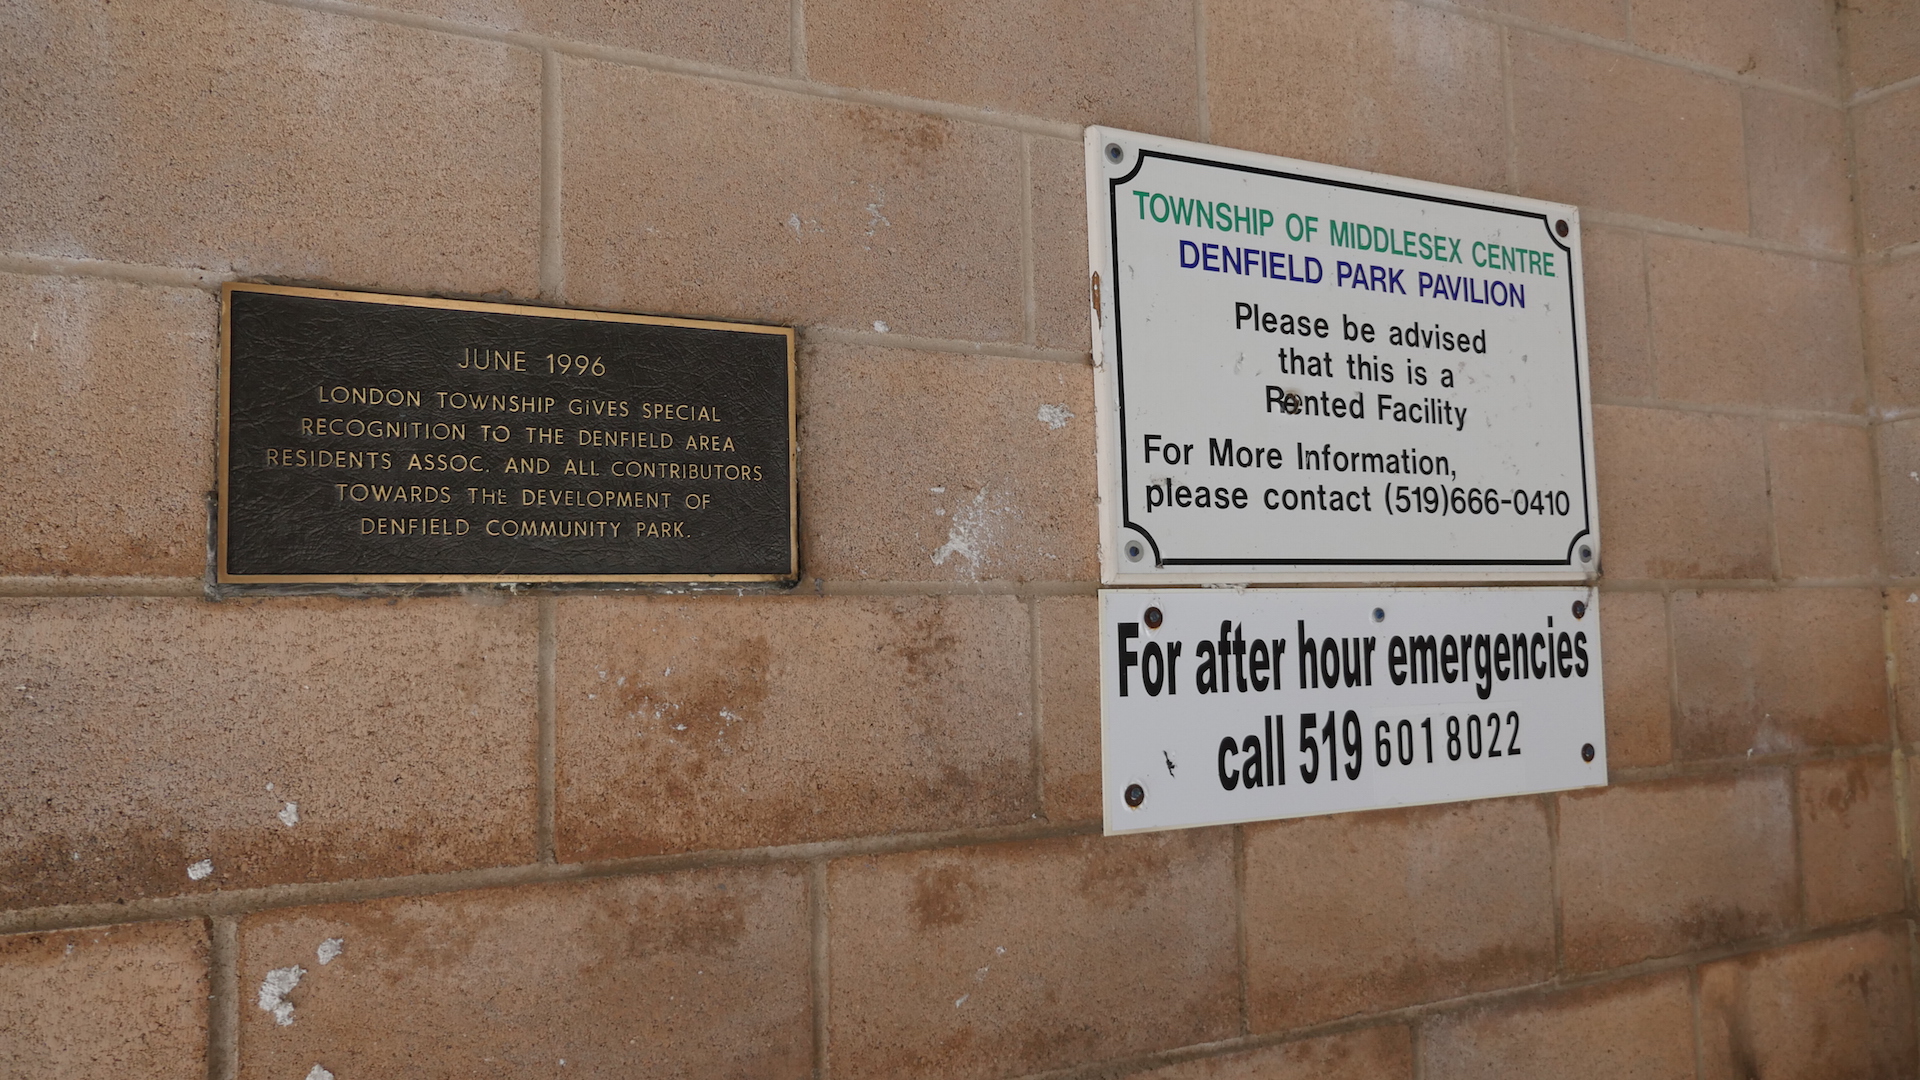 JUNE 1996
LONDON TOWNSHIP GIVES SPECIAL
RECOGNITION TO THE DENFIELD AREA
RESIDENTS ASSOC. AND ALL CONTRIBUTORS
TOWARDS THE DEVELOPMENT OF
DENFIELD COMMUNITY PARK.
TOWNSHIP OF MIDDLESEX CENTRE
DENFIELD PARK PAVILION
Please be advised
that this is a
Rented Facility
For More Information,
please contact (519)666-0410
For after hour emergencies
call 519 601 8022